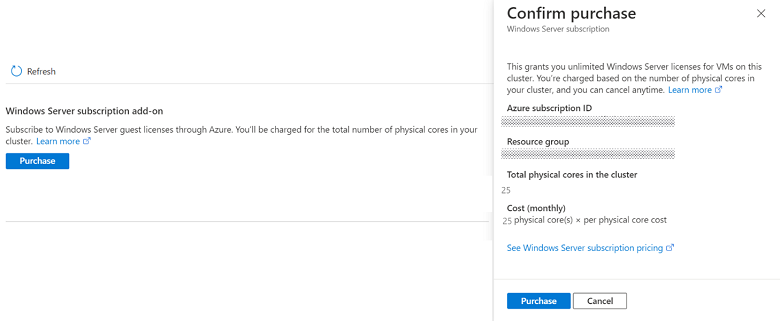 Refresh
Windows Server subscription add-on
Subscribe to Windows Server guest licenses through Azure. You'll be charged for the total number of physical cores in your
cluster. Learn more
Purchase
Confirm purchase
Windows Server subscription
This grants you unlimited Windows Server licenses for VMs on this
cluster. You're charged based on the number of physical cores in
your cluster, and you can cancel anytime. Learn more
Azure subscription ID
Resource group
Total physical cores in the cluster
25
Cost (monthly)
25 physical core(s) × per physical core cost
See Windows Server subscription pricing
Purchase
Cancel